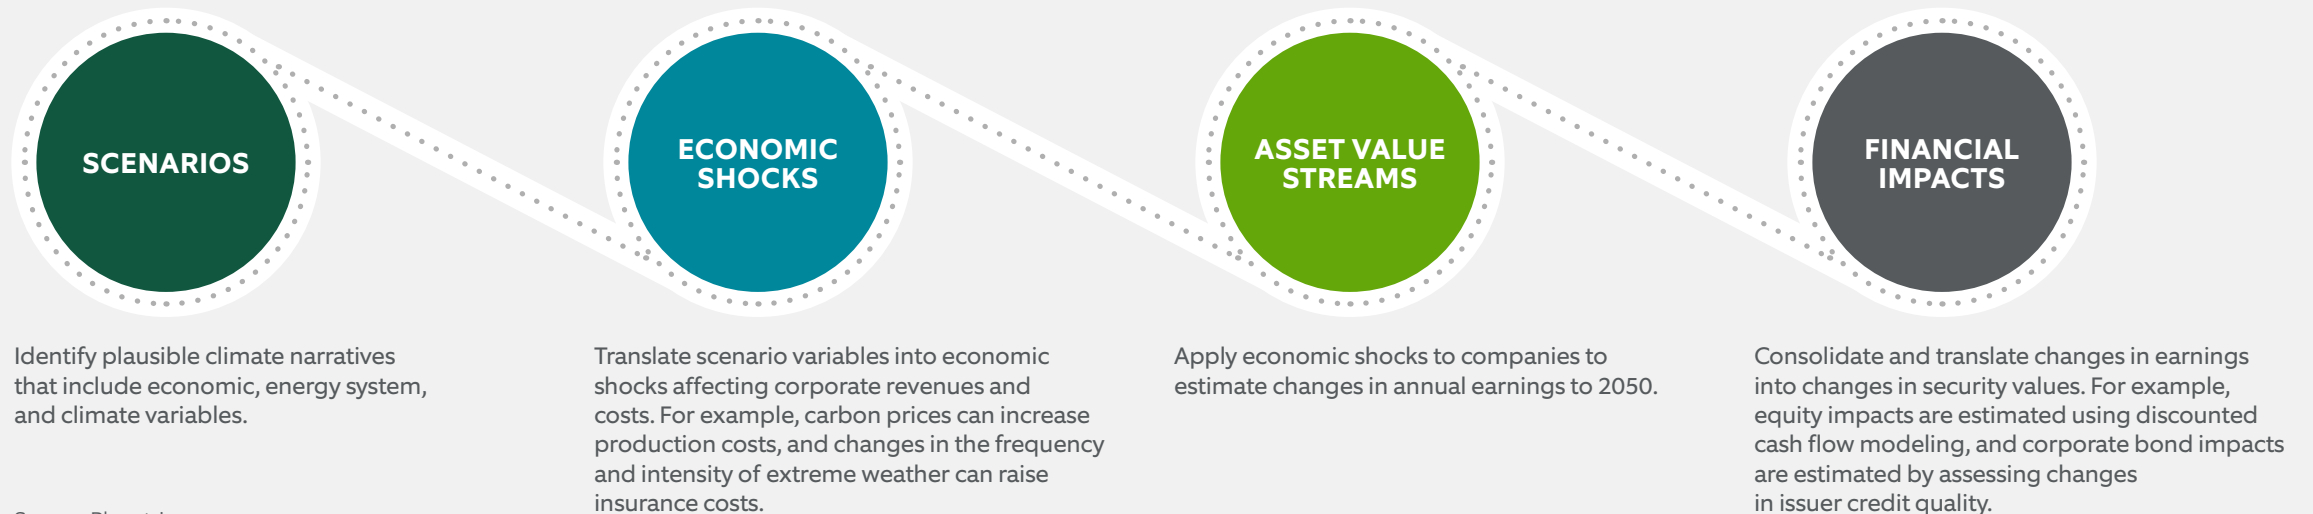 SCENARIOS
Identify plausible climate narratives
that include economic, energy system,
and climate variables.
ECONOMIC
SHOCKS
Translate scenario variables into economic
shocks affecting corporate revenues and
costs. For example, carbon prices can increase
production costs, and changes in the frequency
and intensity of extreme weather can raise
insurance costs.
ASSET VALUE
STREAMS
Apply economic shocks to companies to
estimate changes in annual earnings to 2050.
FINANCIAL
IMPACTS
Consolidate and translate changes in earnings
into changes in security values. For example,
equity impacts are estimated using discounted
cash flow modeling, and corporate bond impacts
are estimated by assessing changes
in issuer credit quality.